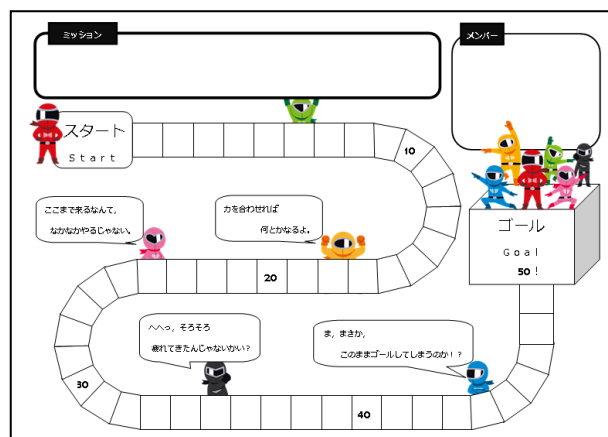 ミッション
メンバー
スタート
Start
10
ここまで来るなんて，
なかなかやるじゃない。
力を合わせれば
何とかなるよ。
ゴール
Goal
50！
20
へへっ，そろそろ
疲れてきたんじゃないかい？
ま，まさか，
このままゴールしてしまうのか！？
30
40